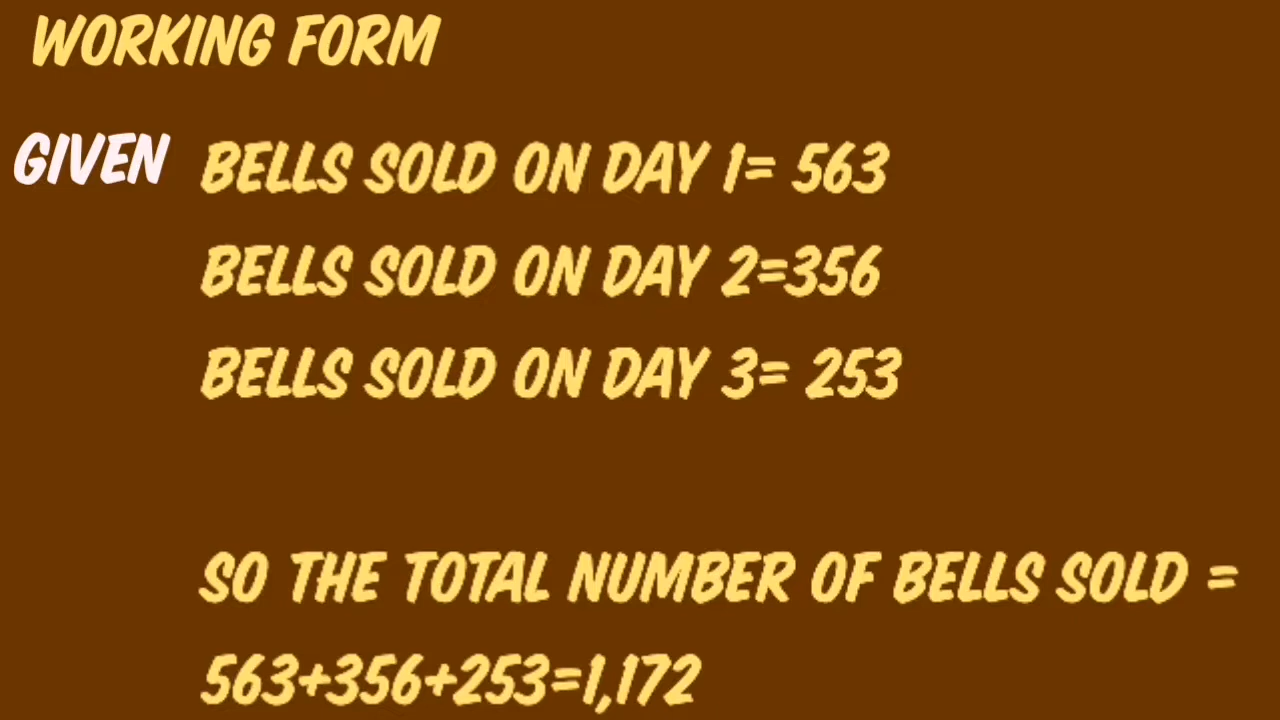 WORKING FORM
GIVEN BELLS SOLD ON DAY 1= 563
BELLS SOLD ON DAY 2=356
BELLS SOLD ON DAY 3= 253
SO THE TOTAL NUMBER OF BELLS SOLD =
563+356+253=1,172